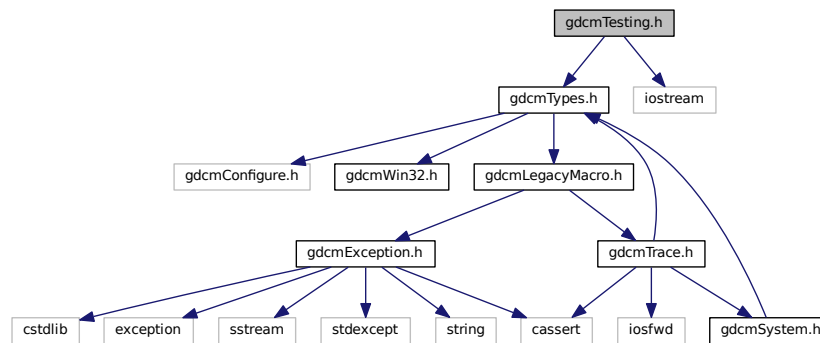 gdcmTesting.h
gdcmTypes.h
iostream
gdcmConfigure.h
gdcmWin32.h
gdcmLegacyMacro.h
gdcmException.h
gdcmTrace.h
cstdlib
exception
sstream
stdexcept
string
cassert
iosfwd
gdcmSystem.h